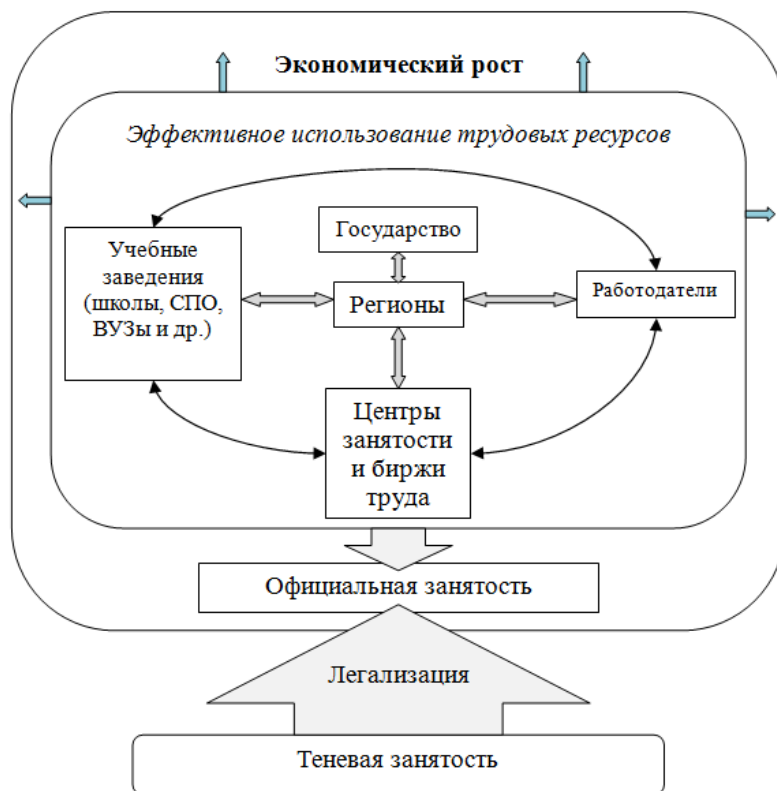 Экономический рост
Эффективное использование трудовых ресурсов
Государство
Учебные
заведения
(школы, СПО,
ВУЗы и др.)
Регионы
Работодатели
Центры
занятости
и биржи
труда
Официальная занятость
Легализация
Теневая занятость